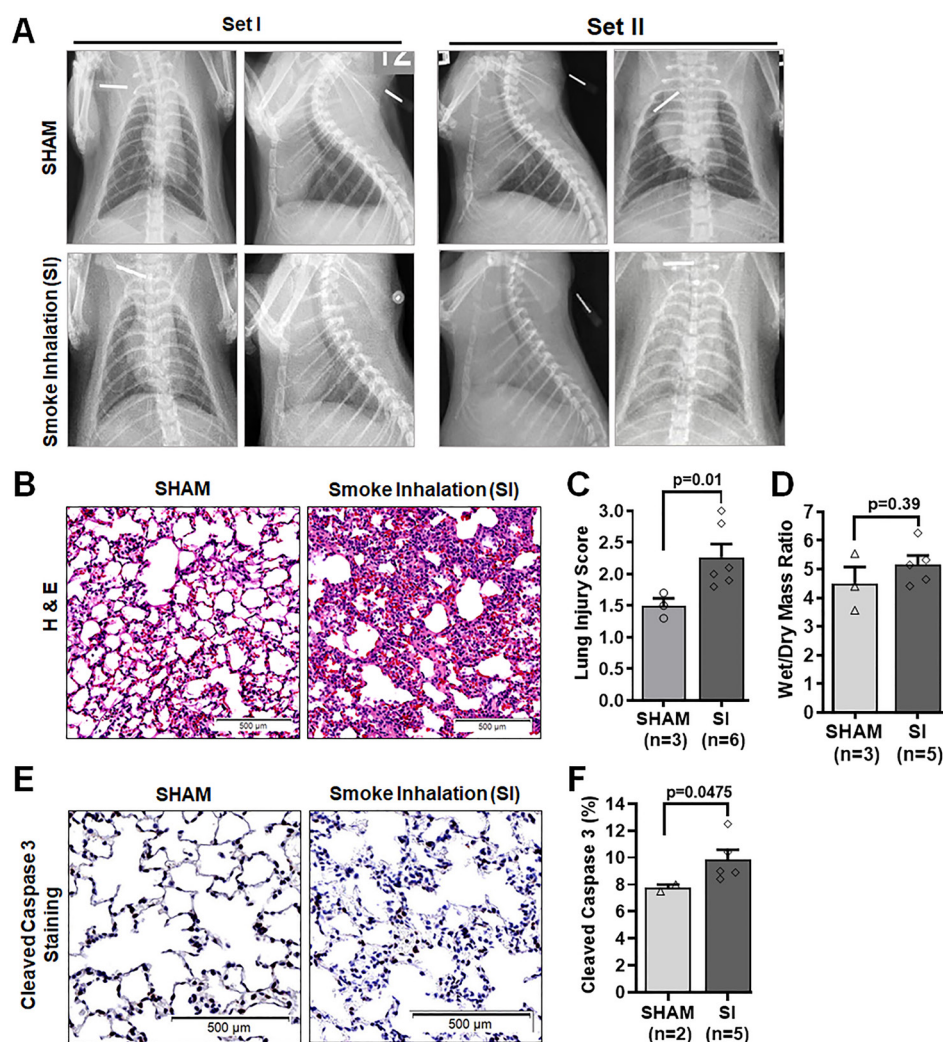 A
Set I
Set II
SHAM
12
Smoke Inhalation (SI)
B
SHAM
Smoke Inhalation (SI)
H & E
500 µm
500 µm
C
p=0.01
Lung Injury Score
3.0
2.5
2.0
1.5
1.0
0.5
0.0
SHAM
SI
(n=3)
(n=6)
D
p=0.39
Wet/Dry Mass Ratio
7
6
5
4
3
2
1
0
SHAM
SI
(n=3)
(n=5)
E
SHAM
Smoke Inhalation (SI)
Cleaved Caspase 3
Staining
500 µm
500 µm
F
p=0.0475
Cleaved Caspase 3 (%)
14
12
10
8
6
4
2
0
SHAM
SI
(n=2)
(n=5)